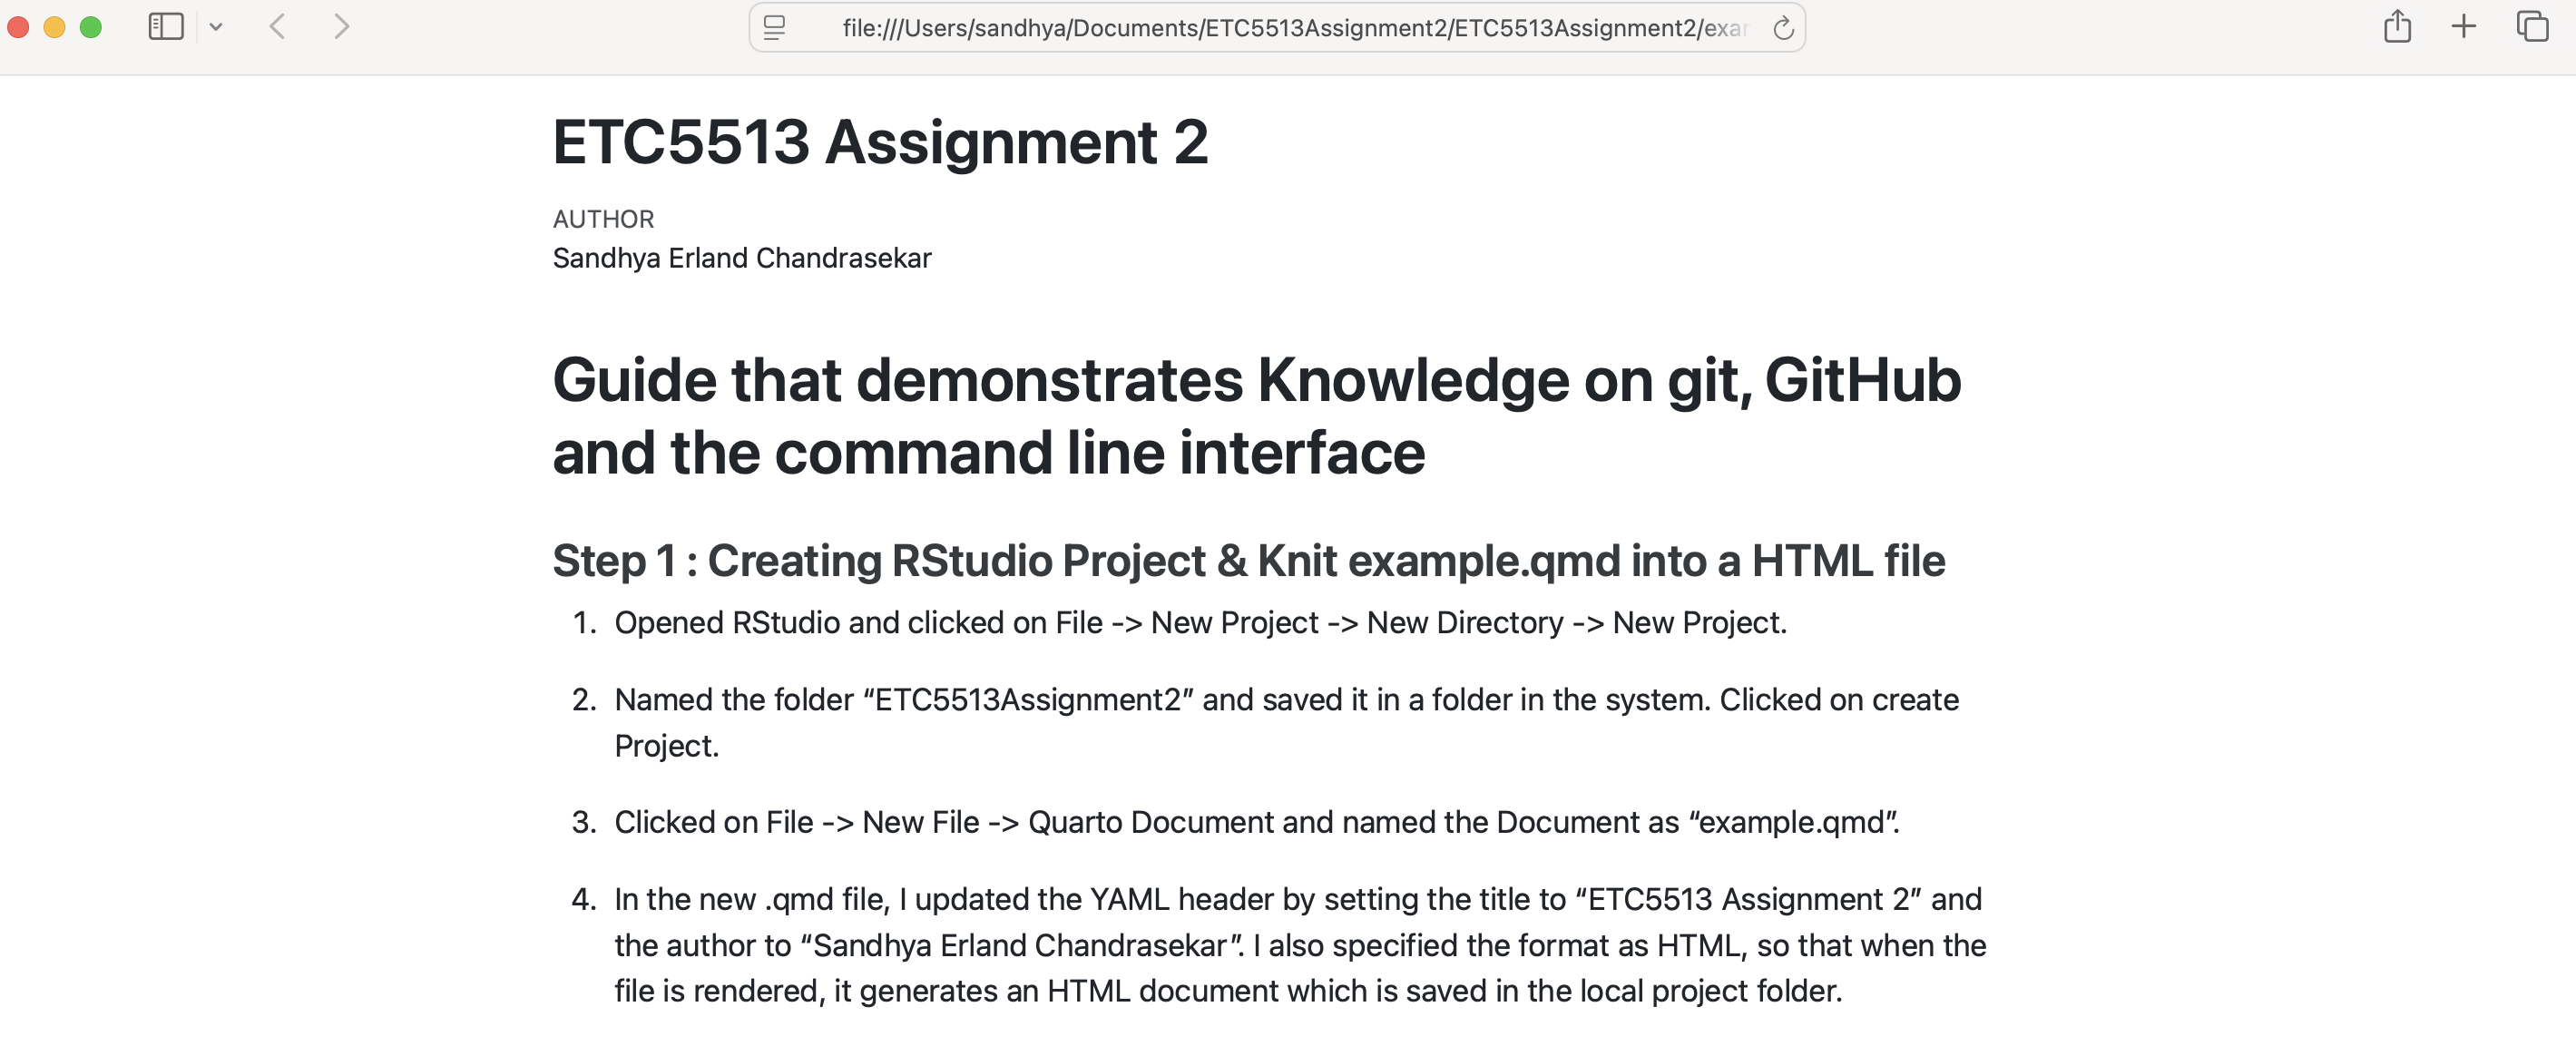 file:///Users/sandhya/Documents/ETC5513Assignment2/ETC5513Assignment2/exar
ETC5513 Assignment 2
AUTHOR
Sandhya Erland Chandrasekar
Guide that demonstrates Knowledge on git, GitHub
and the command line interface
Step 1 : Creating RStudio Project & Knit example.qmd into a HTML file
1. Opened RStudio and clicked on File -> New Project -> New Directory -> New Project.
2. Named the folder “ETC5513Assignment2” and saved it in a folder in the system. Clicked on create
Project.
3. Clicked on File -> New File -> Quarto Document and named the Document as “example.qmd”.
4. In the new .qmd file, I updated the YAML header by setting the title to “ETC5513 Assignment 2” and
the author to “Sandhya Erland Chandrasekar”. I also specified the format as HTML, so that when the
file is rendered, it generates an HTML document which is saved in the local project folder.